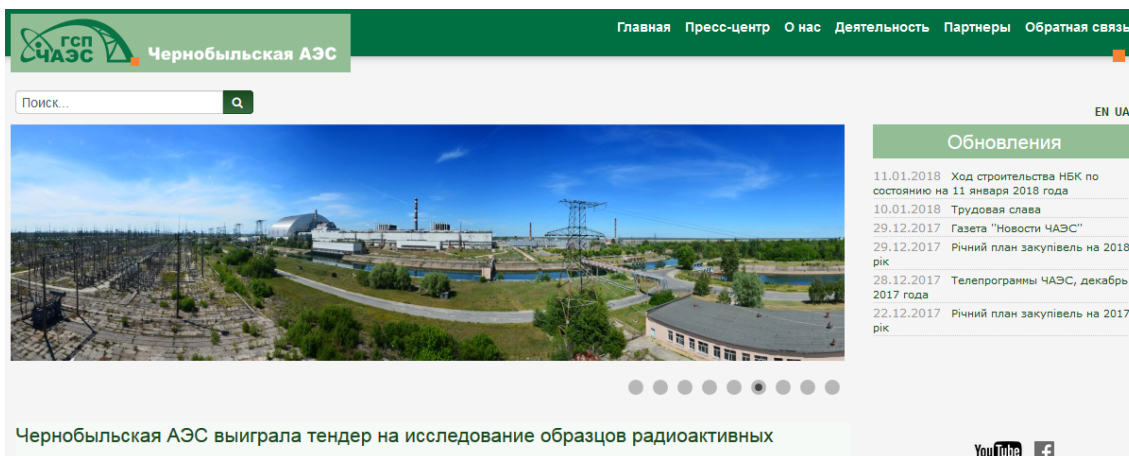 Главная Пресс-центр О нас Деятельность Партнеры Обратная связь
ГСП
ЧАЭС
Чернобыльская АЭС
Поиск...
EN UA
Обновления
11.01.2018 Ход строительства НБК по
состоянию на 11 января 2018 года
10.01.2018 Трудовая слава
29.12.2017 Газета "Новости ЧАЭС"
29.12.2017 Річний план закупівель на 2018
рік
28.12.2017 Телепрограммы ЧАЭС, декабрь
2017 года
22.12.2017 Річний план закупівель на 2017
рік
Чернобыльская АЭС выиграла тендер на исследование образцов радиоактивных
YouTube f